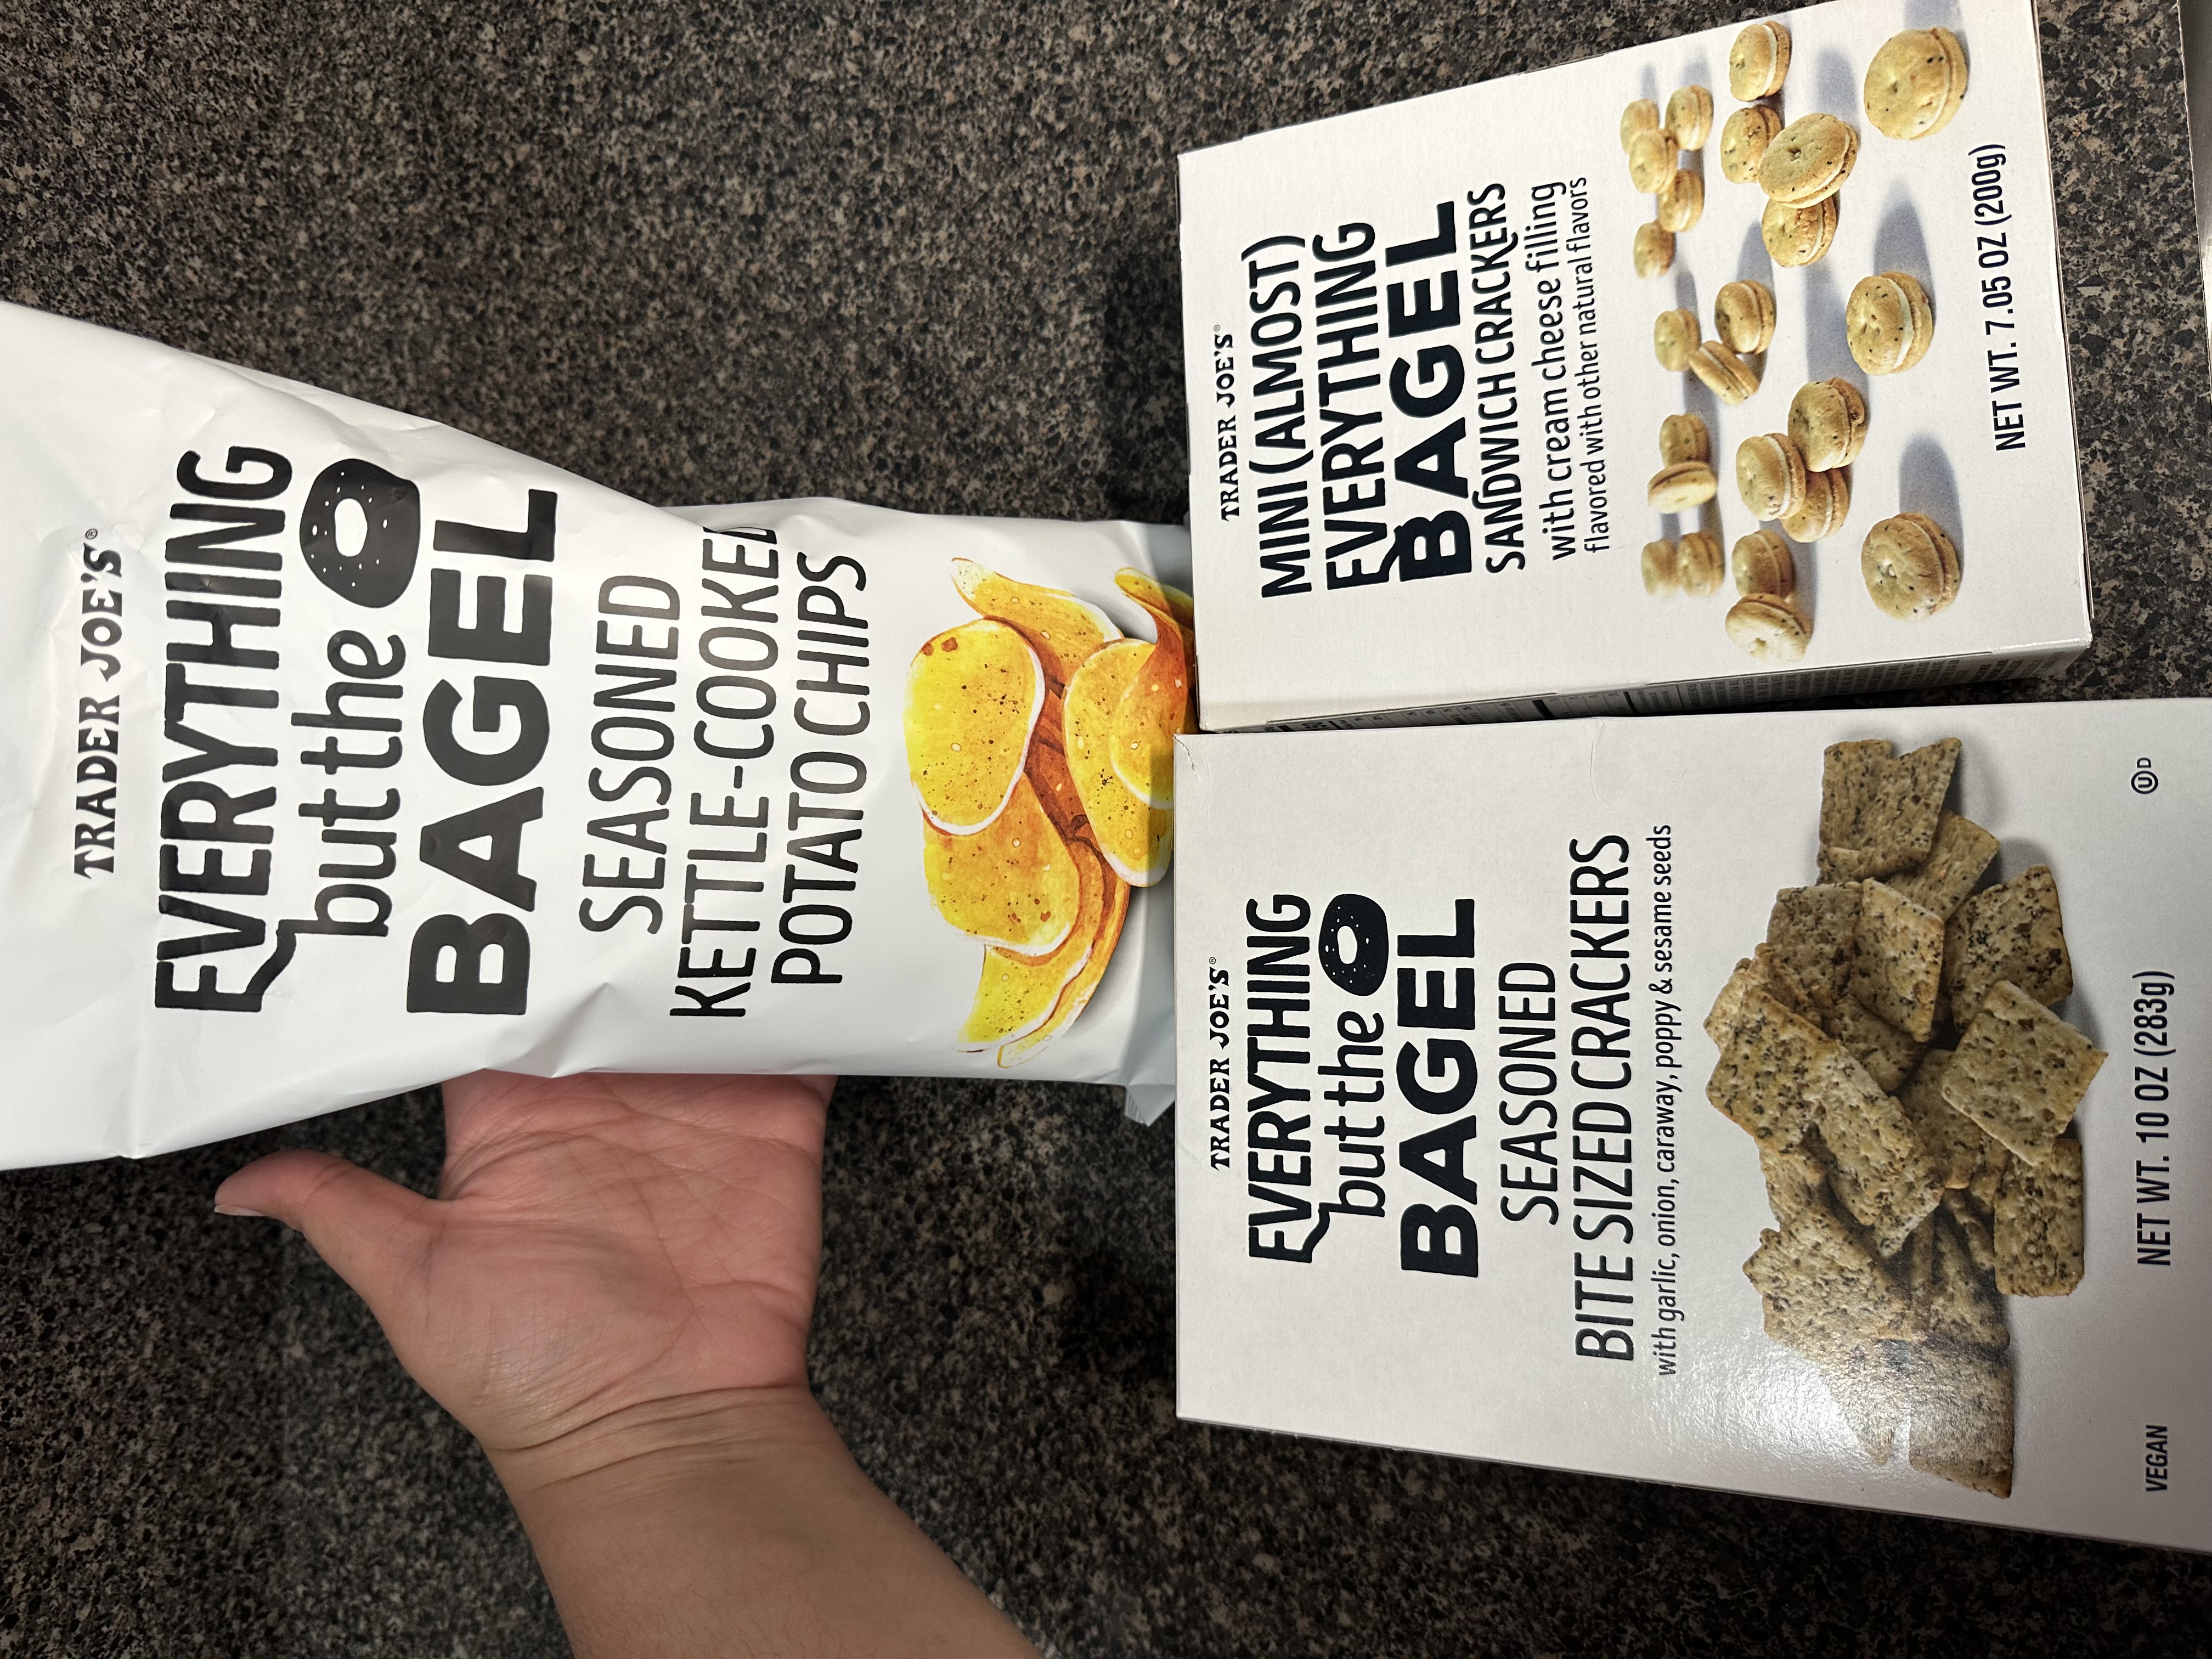 TRADER JOE'S®
EVERYTHING
but the
BAGEL
SEASONED
KETTLE-COOKED
POTATO CHIPS
TRADER JOE'S®
EVERYTHING
but the
BAGEL
SEASONED
BITE SIZED CRACKERS
with garlic, onion, caraway, poppy & sesame seeds
VEGAN
NET WT. 10 OZ (283g)
U D
TRADER JOE'S®
MINI (ALMOST)
EVERYTHING
BAGEL
SANDWICH CRACKERS
with cream cheese filling
flavored with other natural flavors
NET WT. 7.05 OZ (200g)